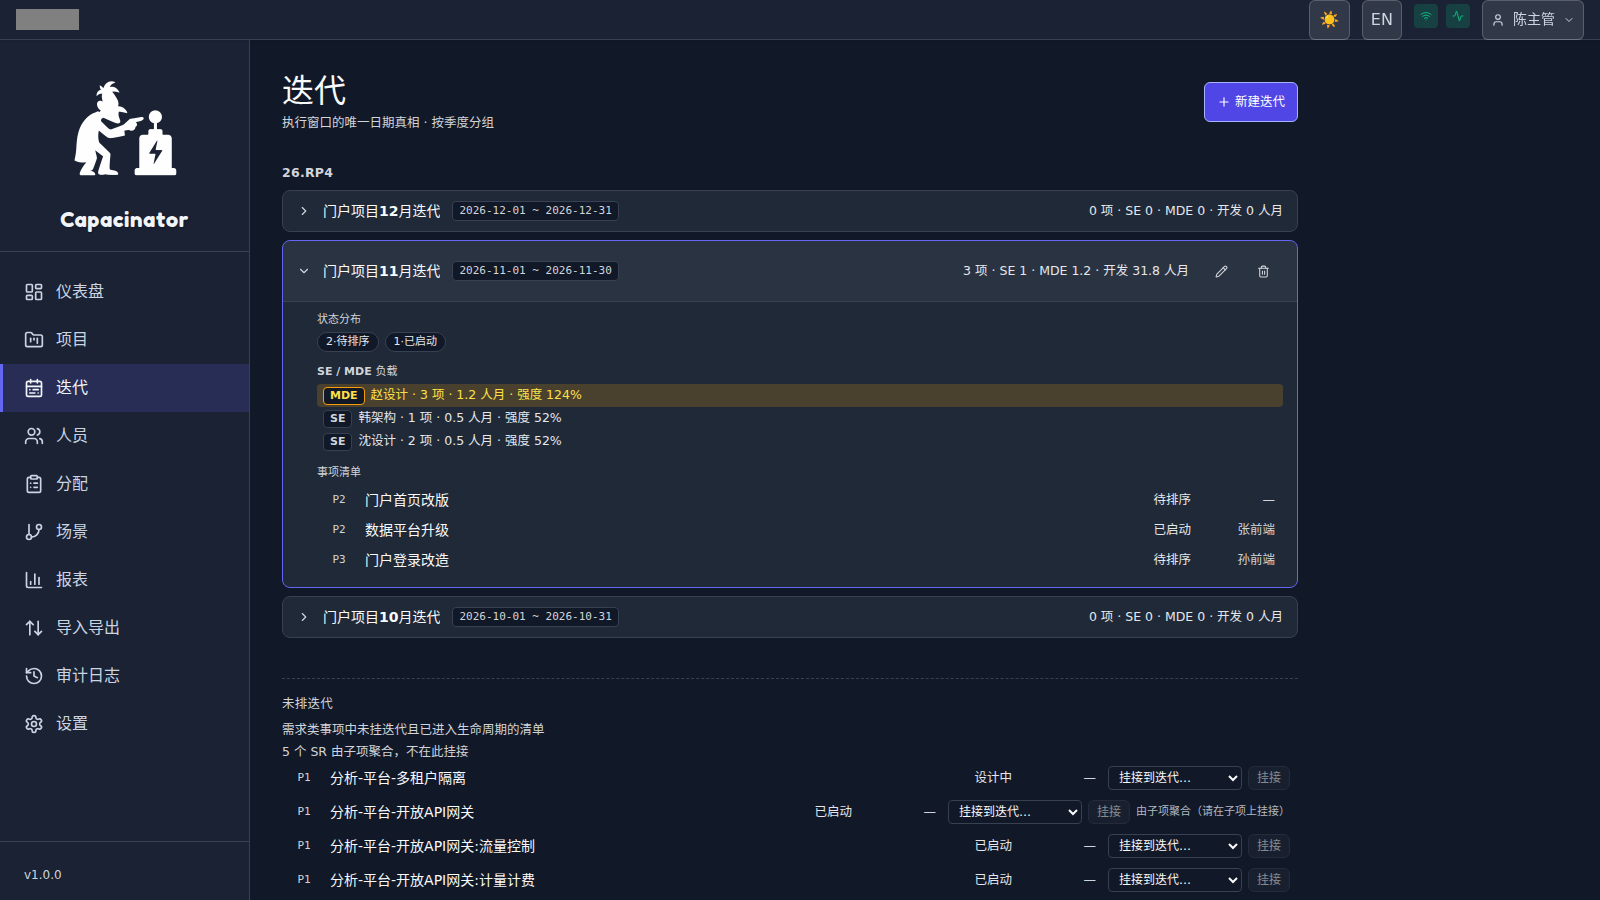 ☀️ EN 陈主管
Capacinator
仪表盘
项目
迭代
人员
分配
场景
报表
导入导出
审计日志
设置
v1.0.0
迭代
执行窗口的唯一日期真相 · 按季度分组
新建迭代
26.RP4
门户项目12月迭代 2026-12-01 ~ 2026-12-31 0 项 · SE 0 · MDE 0 · 开发 0 人月
门户项目11月迭代 2026-11-01 ~ 2026-11-30 3 项 · SE 1 · MDE 1.2 · 开发 31.8 人月
状态分布
2·待排序 1·已启动
SE / MDE 负载
MDE 赵设计 · 3 项 · 1.2 人月 · 强度 124%
SE 韩架构 · 1 项 · 0.5 人月 · 强度 52%
SE 沈设计 · 2 项 · 0.5 人月 · 强度 52%
事项清单
P2 门户首页改版 待排序 —
P2 数据平台升级 已启动 张前端
P3 门户登录改造 待排序 孙前端
门户项目10月迭代 2026-10-01 ~ 2026-10-31 0 项 · SE 0 · MDE 0 · 开发 0 人月
未排迭代
需求类事项中未挂迭代且已进入生命周期的清单
5 个 SR 由子项聚合，不在此挂接
P1 分析-平台-多租户隔离 设计中 — 挂接到迭代... 挂接
P1 分析-平台-开放API网关 已启动 — 挂接到迭代... 挂接 由子项聚合（请在子项上挂接）
P1 分析-平台-开放API网关:流量控制 已启动 — 挂接到迭代... 挂接
P1 分析-平台-开放API网关:计量计费 已启动 — 挂接到迭代... 挂接